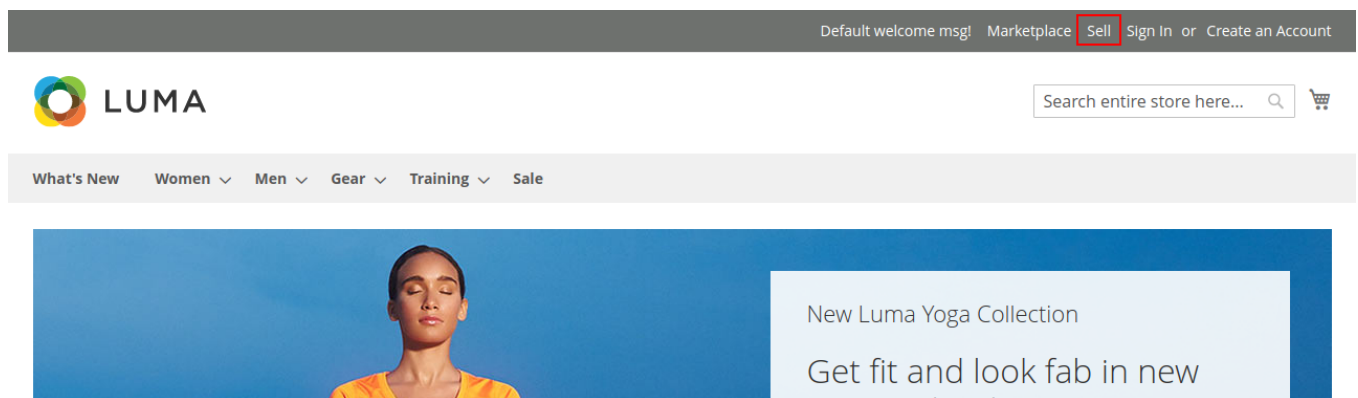 Default welcome msg! Marketplace Sell Sign In or Create an Account
LUMA
Search entire store here...
What's New Women Men Gear Training Sale
New Luma Yoga Collection
Get fit and look fab in new